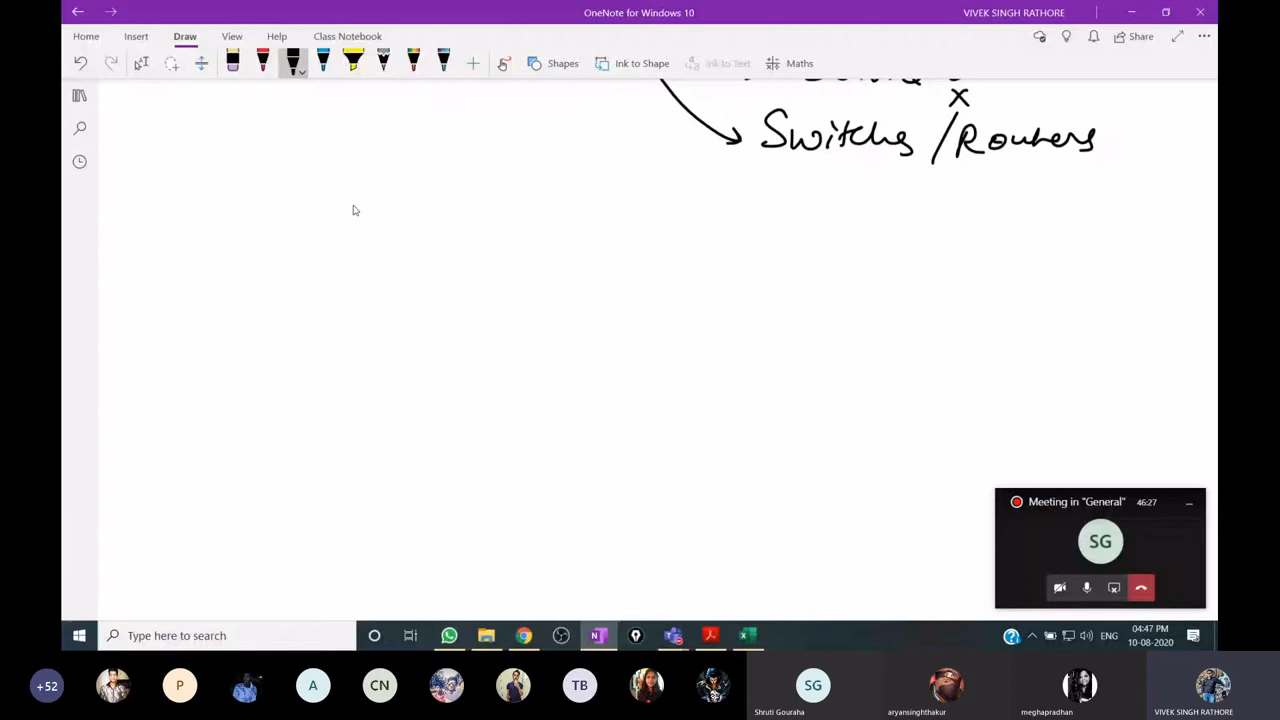 OneNote for Windows 10
VIVEK SINGH RATHORE
Home Insert Draw View Help Class Notebook
Share
Shapes Ink to Shape Ink to Text Maths
x
Switchs / Routers
Meeting in "General" 46:27
SG
Type here to search
ENG
04:47 PM
10-08-2020
+52 P A CN TB SG
Shruti Gouraha aryansinghthakur meghapradhan VIVEK SINGH RATHORE